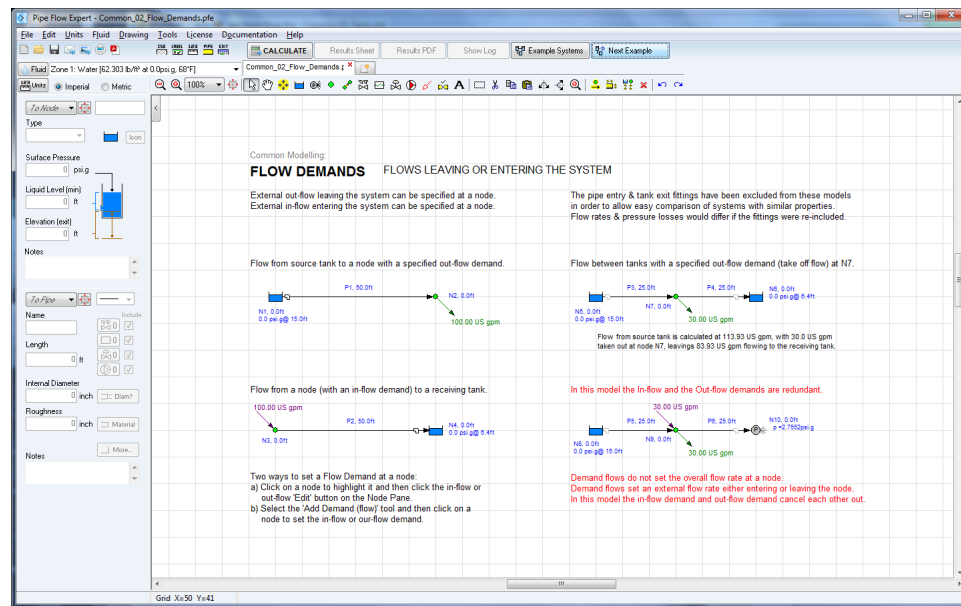 Pipe Flow Expert - Common_02_Flow_Demands.pfe
File Edit Units Fluid Drawing Tools License Documentation Help
CALCULATE Results Sheet Results PDF Show Log Example Systems Next Example
Fluid Zone 1: Water [62.303 lb/ft³ at 0.0psi.g, 68°F]
Common_02_Flow_Demands.p
Units Imperial Metric
100%
To Node
Type
Icon
Surface Pressure
0 psi.g
Liquid Level (min)
0 ft
Elevation (exit)
0 ft
Notes
To Pipe
Name Include
0
Length
0
0 ft
0
0
Internal Diameter
0 inch Diam?
Roughness
0 inch Material
Notes More...
Common Modelling:
FLOW DEMANDS FLOWS LEAVING OR ENTERING THE SYSTEM
External out-flow leaving the system can be specified at a node.
External in-flow entering the system can be specified at a node.
The pipe entry & tank exit fittings have been excluded from these models
in order to allow easy comparison of systems with similar properties.
Flow rates & pressure losses would differ if the fittings were re-included.
Flow from source tank to a node with a specified out-flow demand.
P1, 50.0ft
N2, 0.0ft
N1, 0.0ft
0.0 psi.g@ 15.0ft
100.00 US gpm
Flow between tanks with a specified out-flow demand (take off flow) at N7.
P3, 25.0ft P4, 25.0ft
N6, 0.0ft
0.0 psi.g@ 6.4ft
N7, 0.0ft
N5, 0.0ft
0.0 psi.g@ 15.0ft
30.00 US gpm
Flow from source tank is calculated at 113.93 US gpm, with 30.0 US gpm
taken out at node N7, leavings 83.93 US gpm flowing to the receiving tank.
Flow from a node (with an in-flow demand) to a receiving tank.
100.00 US gpm
P2, 50.0ft
N4, 0.0ft
0.0 psi.g@ 6.4ft
N3, 0.0ft
In this model the In-flow and the Out-flow demands are redundant.
30.00 US gpm
P5, 25.0ft P6, 25.0ft
N10, 0.0ft
p +2.7552psi.g
P
N9, 0.0ft
N8, 0.0ft
0.0 psi.g@ 15.0ft
30.00 US gpm
Two ways to set a Flow Demand at a node:
a) Click on a node to highlight it and then click the in-flow or
out-flow 'Edit' button on the Node Pane.
b) Select the 'Add Demand (flow)' tool and then click on a
node to set the in-flow or our-flow demand.
Demand flows do not set the overall flow rate at a node.
Demand flows set an external flow rate either entering or leaving the node.
In this model the in-flow demand and out-flow demand cancel each other out.
Grid X=50 Y=41